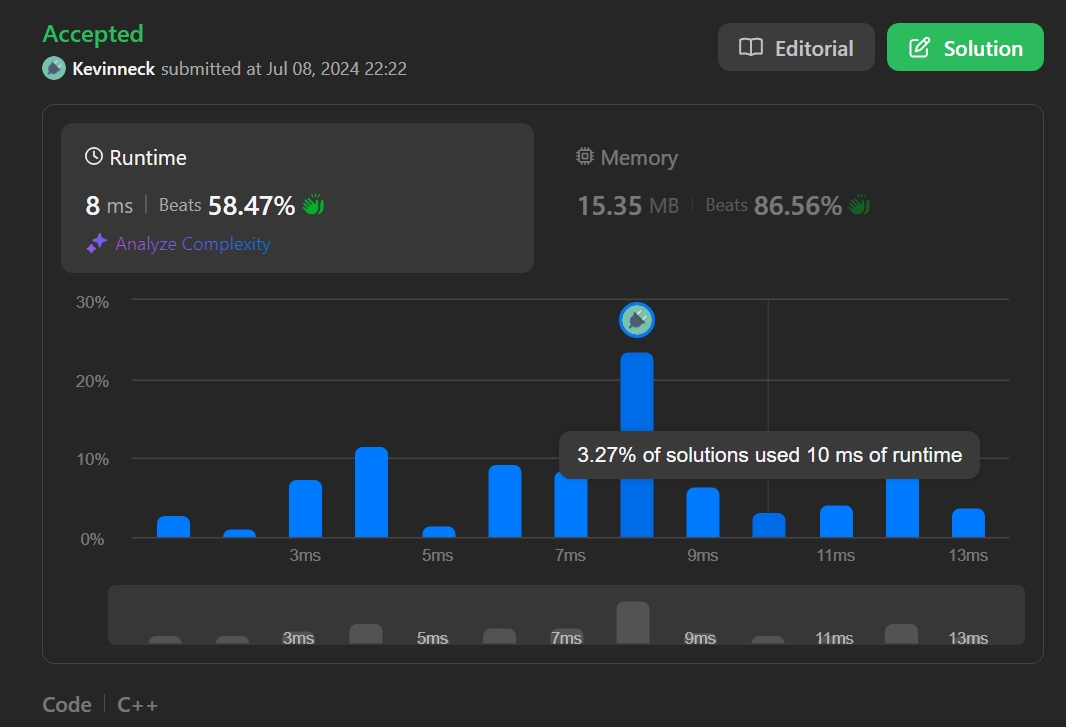 Accepted
Editorial
Solution
Kevinneck submitted at Jul 08, 2024 22:22
Runtime
Memory
8 ms | Beats 58.47%
15.35 MB | Beats 86.56%
Analyze Complexity
30%
20%
10%
0%
3.27% of solutions used 10 ms of runtime
3ms 5ms 7ms 9ms 11ms 13ms
3ms 5ms 7ms 9ms 11ms 13ms
Code | C++